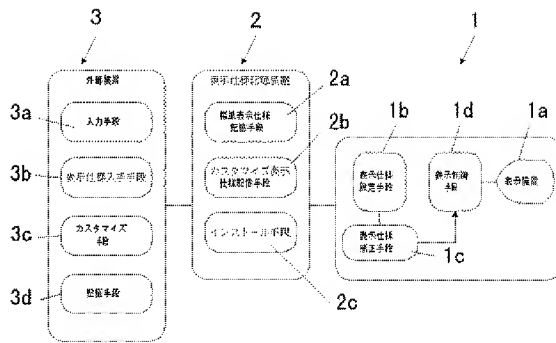 3
2
1
外部装置
表示仕様記憶装置
3a
入力手段
3b
表示仕様入手手段
3c
カスタマイズ
手段
3d
記憶手段
2a
標準表示仕様
記憶手段
2b
カスタマイズ表示
仕様記憶手段
インストール手段
2c
1b
1d
1a
表示仕様
設定手段
表示制御
手段
表示装置
表示仕様
補正手段
1c